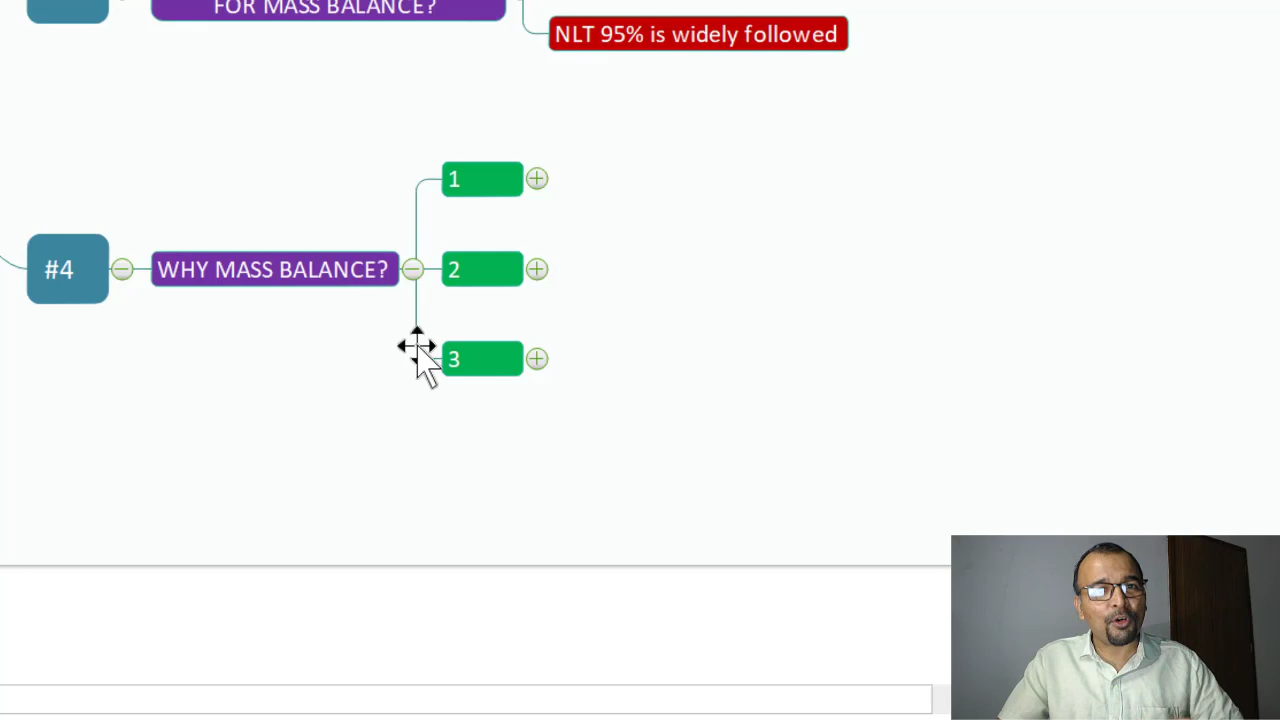 FOR MASS BALANCE?
NLT 95% is widely followed
1
#4
WHY MASS BALANCE?
2
3